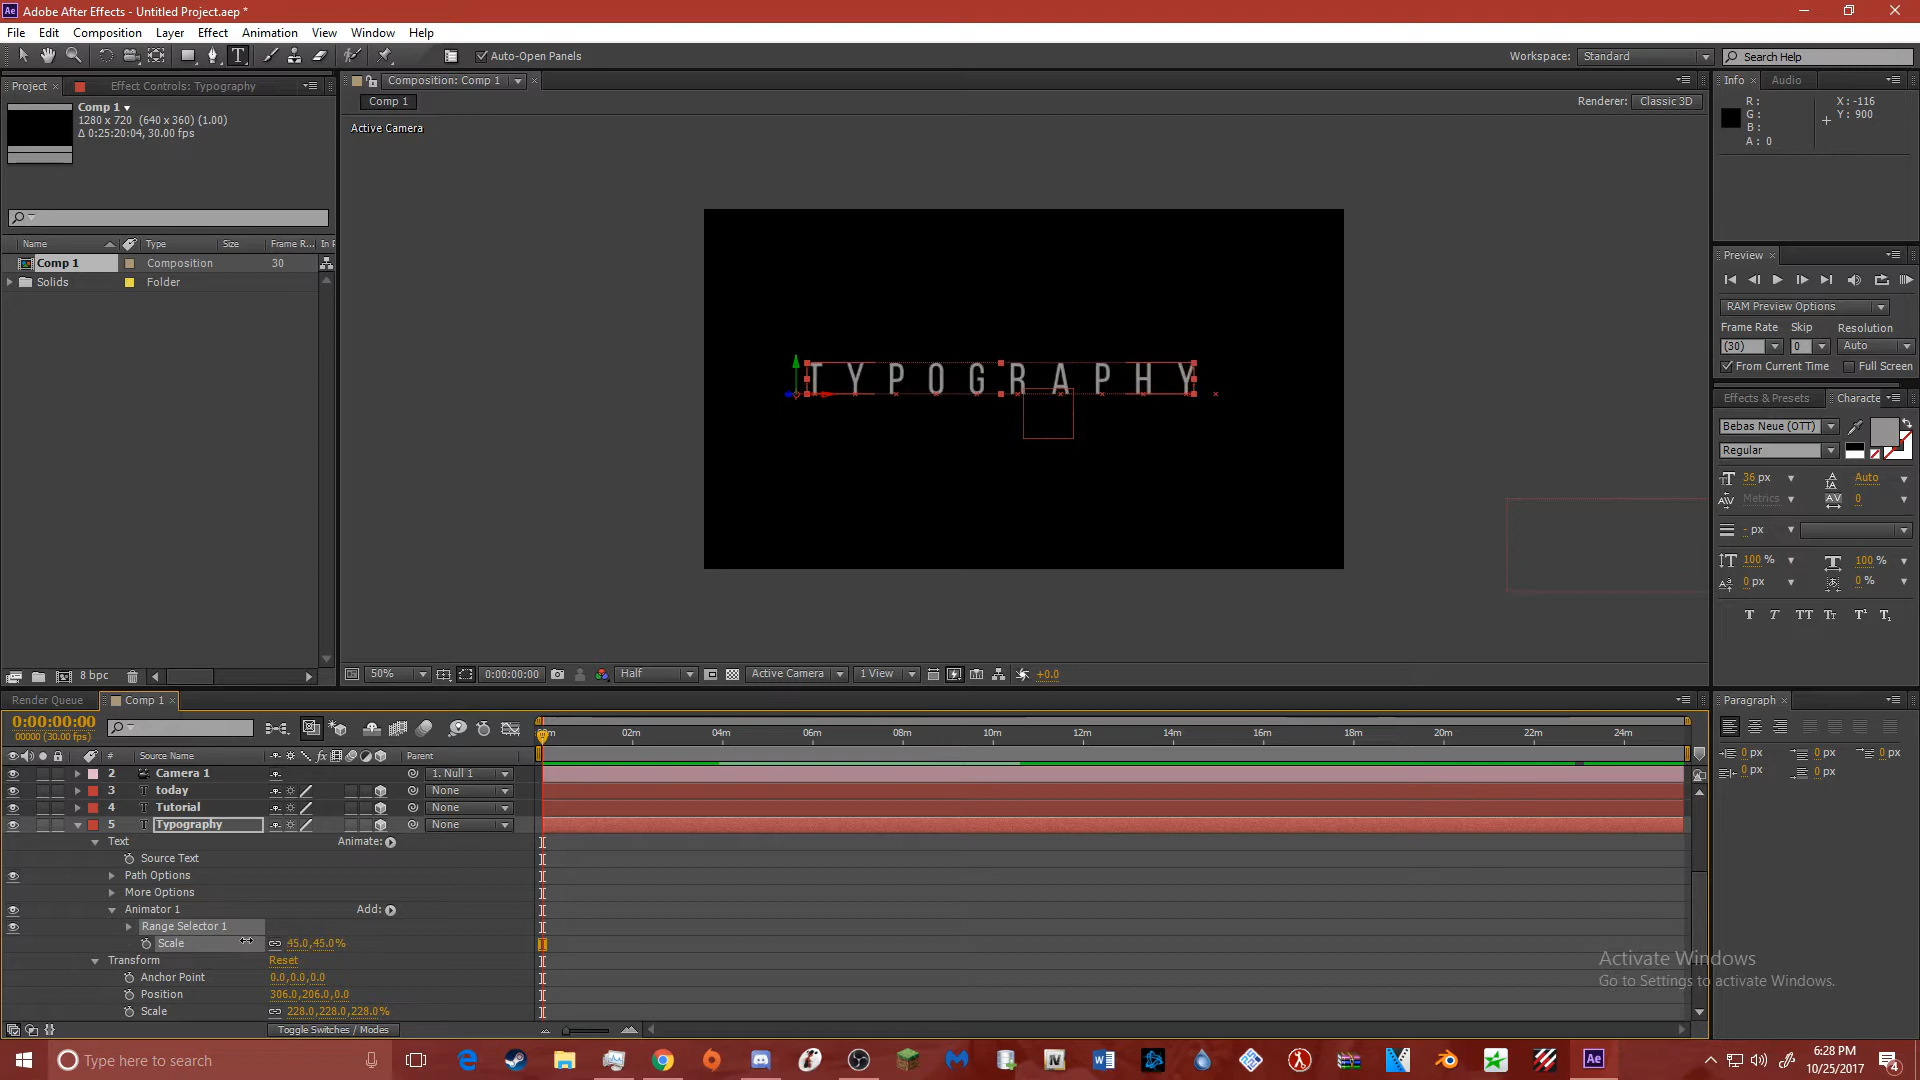 Adobe After Effects - Untitled Project.aep *
File Edit Composition Layer Effect Animation View Window Help
Auto-Open Panels
Workspace: Standard
Search Help
Project
Effect Controls: Typography
Comp 1
1280 x 720 (640 x 360) (1.00)
Δ 0:25:20:04, 30.00 fps
Name Type Size Frame R... In P
Comp 1 Composition 30
Solids Folder
8 bpc
Composition: Comp 1
Comp 1
Renderer: Classic 3D
Active Camera
TYPOGRAPHY
50%
0:00:00:00
Half
Active Camera
1 View
+0.0
Info Audio
R:
G:
B:
A: 0
X: -116
Y: 900
Preview
RAM Preview Options
Frame Rate Skip Resolution
(30) 0 Auto
From Current Time Full Screen
Effects & Presets Characte
Bebas Neue (OTT)
Regular
36 px Auto
Metrics 0
- px
100 % 100 %
0 px 0 %
T T TT Tt T¹ T₁
Paragraph
0 px 0 px 0 px
0 px 0 px
Render Queue Comp 1
0:00:00:00
00000 (30.00 fps)
# Source Name Parent
02m 04m 06m 08m 10m 12m 14m 16m 18m 20m 22m 24m
2 Camera 1 1. Null 1
3 today None
4 Tutorial None
5 Typography None
Text Animate:
Source Text
Path Options
More Options
Animator 1 Add:
Range Selector 1
Scale 45.0,45.0%
Transform Reset
Anchor Point 0.0,0.0,0.0
Position 306.0,206.0,0.0
Scale 228.0,228.0,228.0%
Toggle Switches / Modes
Activate Windows
Go to Settings to activate Windows.
Type here to search
6:28 PM
10/25/2017
4